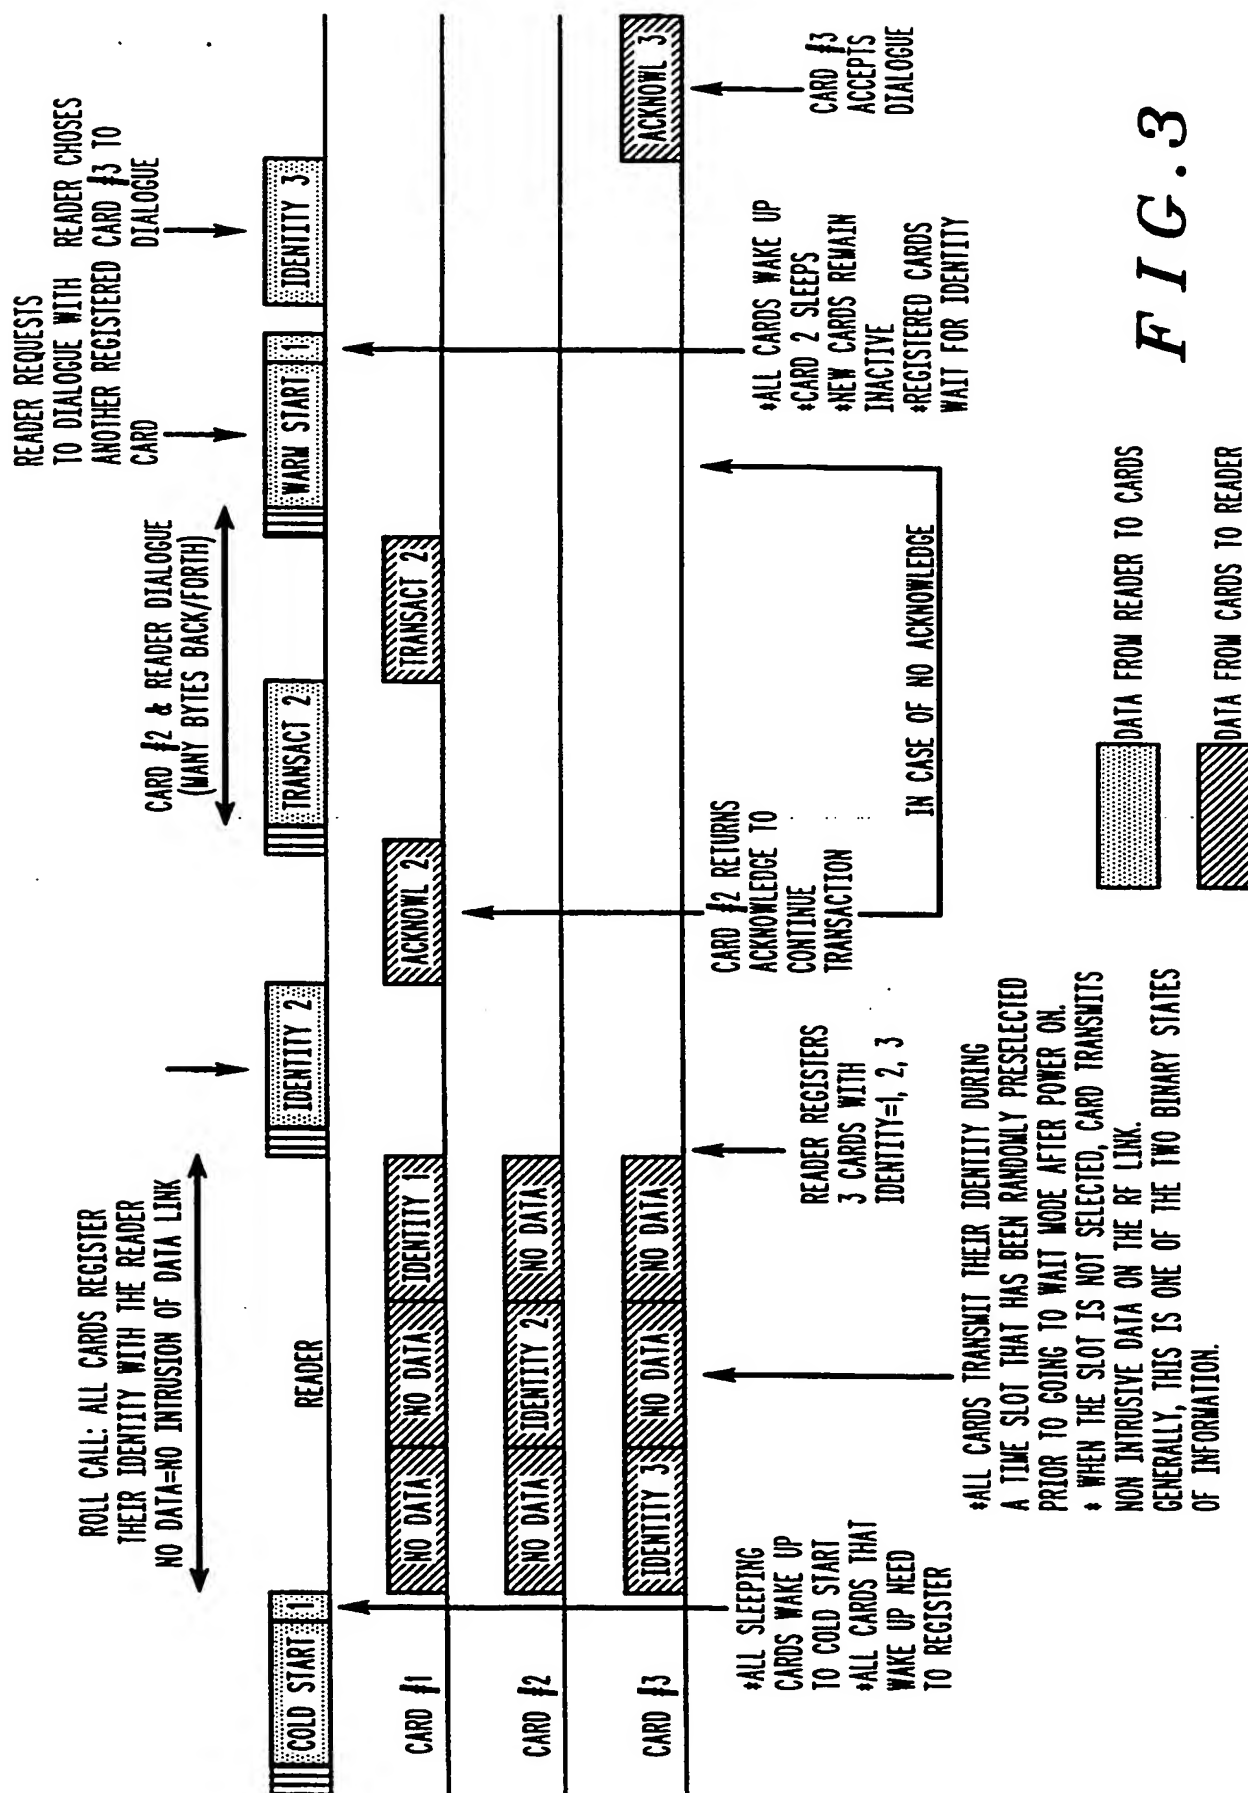 ROLL CALL: ALL CARDS REGISTER
THEIR IDENTITY WITH THE READER
NO DATA=NO INTRUSION OF DATA LINK
CARD #2 & READER DIALOGUE
(MANY BYTES BACK/FORTH)
READER REQUESTS
TO DIALOGUE WITH
ANOTHER REGISTERED
CARD
READER CHOSES
CARD #3 TO
DIALOGUE
COLD START
1
READER
IDENTITY 2
TRANSACT 2
WARM START
1
IDENTITY 3
CARD #1
NO DATA
NO DATA
IDENTITY 1
ACKNOWL 2
TRANSACT 2
CARD #2
NO DATA
IDENTITY 2
NO DATA
CARD #3
IDENTITY 3
NO DATA
NO DATA
ACKNOWL 3
*ALL SLEEPING
CARDS WAKE UP
TO COLD START
*ALL CARDS THAT
WAKE UP NEED
TO REGISTER
READER REGISTERS
3 CARDS WITH
IDENTITY=1, 2, 3
CARD #2 RETURNS
ACKNOWLEDGE TO
CONTINUE
TRANSACTION
IN CASE OF NO ACKNOWLEDGE
*ALL CARDS WAKE UP
*CARD 2 SLEEPS
*NEW CARDS REMAIN
INACTIVE
*REGISTERED CARDS
WAIT FOR IDENTITY
CARD #3
ACCEPTS
DIALOGUE
*ALL CARDS TRANSMIT THEIR IDENTITY DURING
A TIME SLOT THAT HAS BEEN RANDOMLY PRESELECTED
PRIOR TO GOING TO WAIT MODE AFTER POWER ON.
* WHEN THE SLOT IS NOT SELECTED, CARD TRANSMITS
NON INTRUSIVE DATA ON THE RF LINK.
GENERALLY, THIS IS ONE OF THE TWO BINARY STATES
OF INFORMATION.
DATA FROM READER TO CARDS
DATA FROM CARDS TO READER
FIG.3